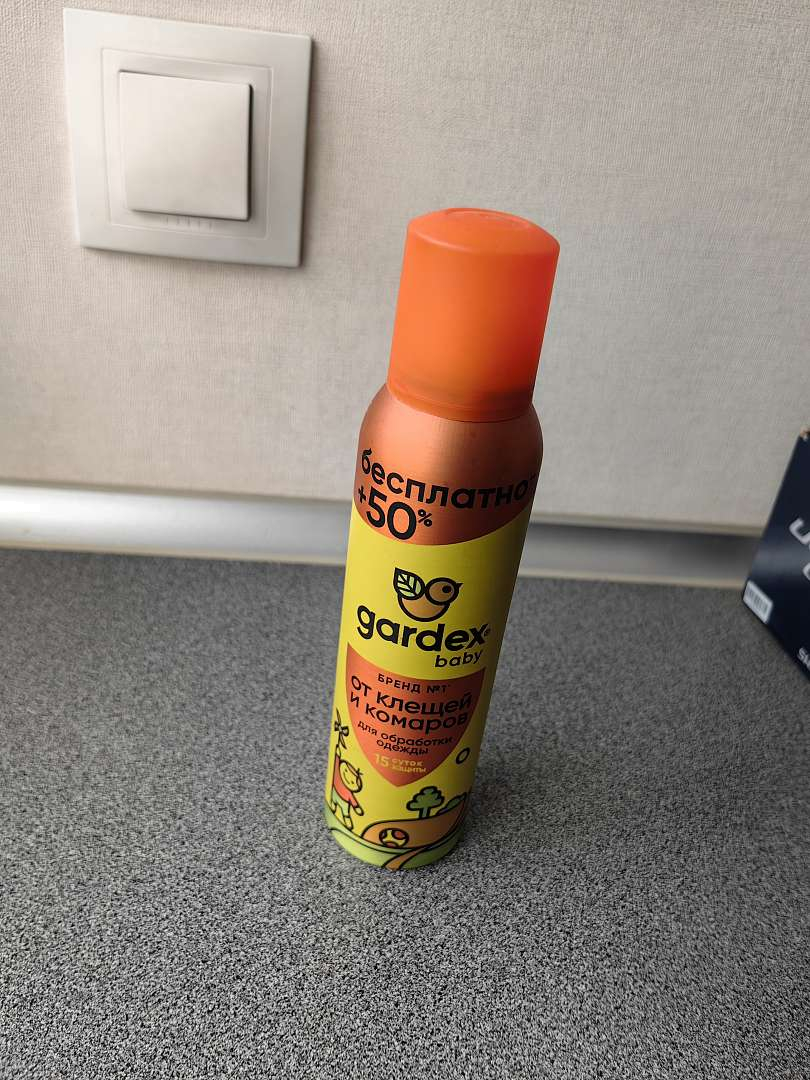 бесплатно
+50%
gardex®
baby
БРЕНД №1
от клещей
и комаров
для обработки
одежды
15 суток
защиты